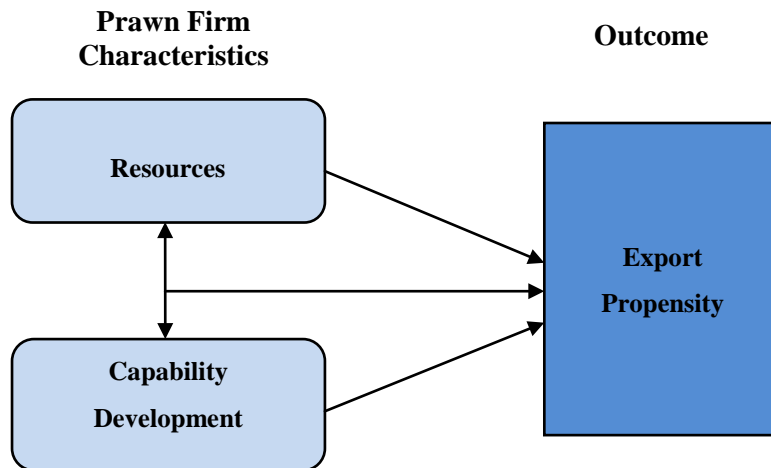 Prawn Firm
Characteristics
Outcome
Resources
Export
Propensity
Capability
Development